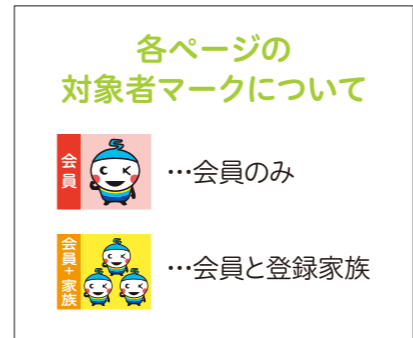 各ページの
対象者マークについて
会員
…会員のみ
会員+家族
…会員と登録家族